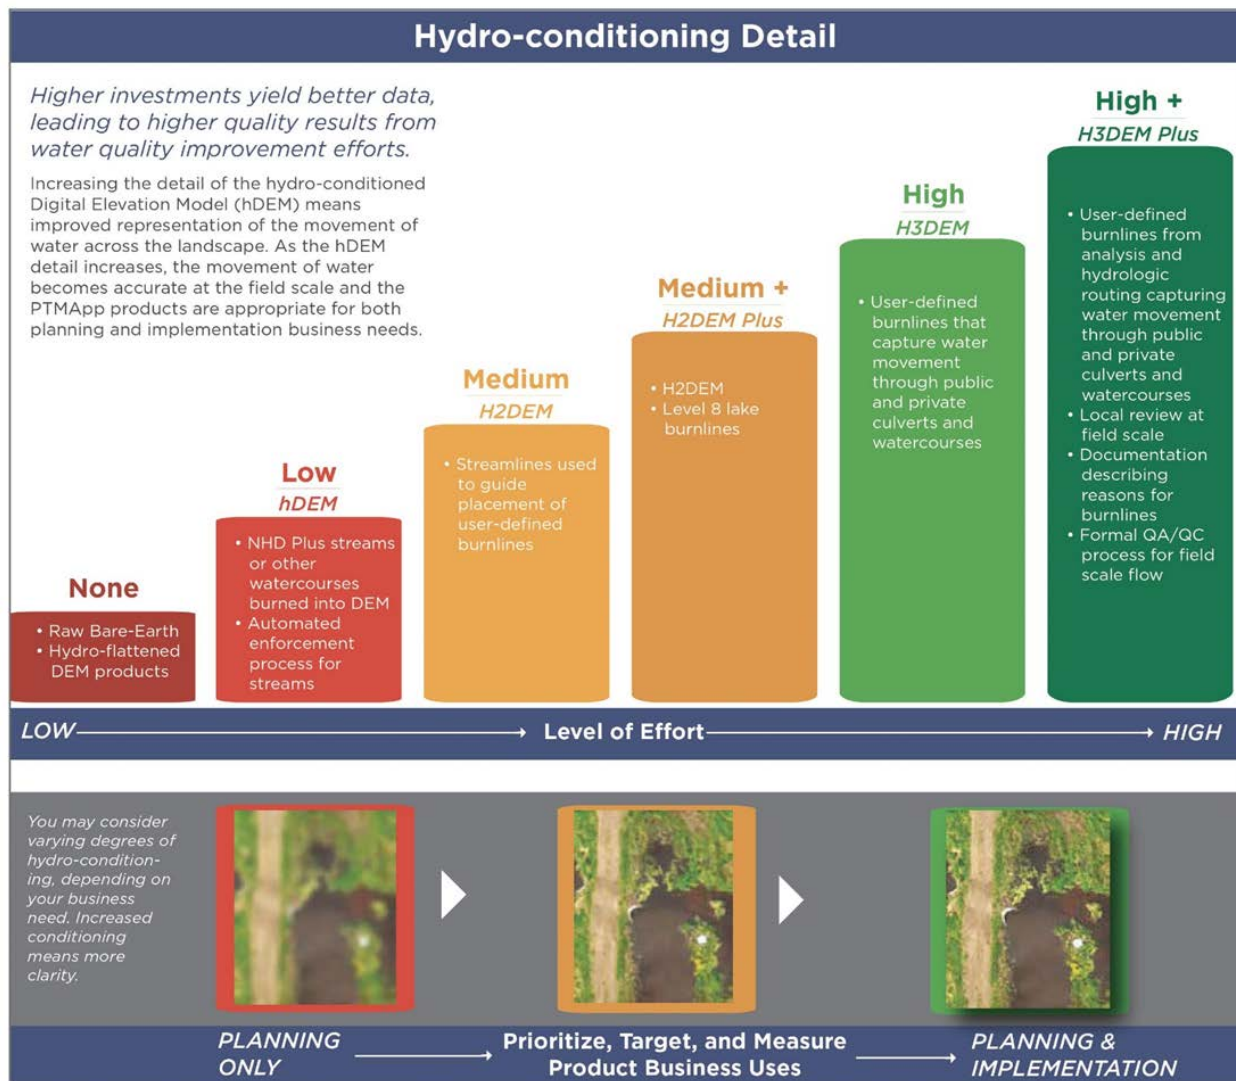 Hydro-conditioning Detail
Higher investments yield better data,
leading to higher quality results from
water quality improvement efforts.
Increasing the detail of the hydro-conditioned
Digital Elevation Model (hDEM) means
improved representation of the movement of
water across the landscape. As the hDEM
detail increases, the movement of water
becomes accurate at the field scale and the
PTMApp products are appropriate for both
planning and implementation business needs.
None
• Raw Bare-Earth
• Hydro-flattened
DEM products
Low
hDEM
• NHD Plus streams
or other
watercourses
burned into DEM
• Automated
enforcement
process for
streams
Medium
H2DEM
• Streamlines used
to guide
placement of
user-defined
burnlines
Medium +
H2DEM Plus
• H2DEM
• Level 8 lake
burnlines
High
H3DEM
• User-defined
burnlines that
capture water
movement
through public
and private
culverts and
watercourses
High +
H3DEM Plus
• User-defined
burnlines from
analysis and
hydrologic
routing capturing
water movement
through public
and private
culverts and
watercourses
• Local review at
field scale
• Documentation
describing
reasons for
burnlines
• Formal QA/QC
process for field
scale flow
LOW Level of Effort HIGH
You may consider
varying degrees of
hydro-condition-
ing, depending on
your business
need. Increased
conditioning
means more
clarity.
PLANNING
ONLY
Prioritize, Target, and Measure
Product Business Uses
PLANNING &
IMPLEMENTATION